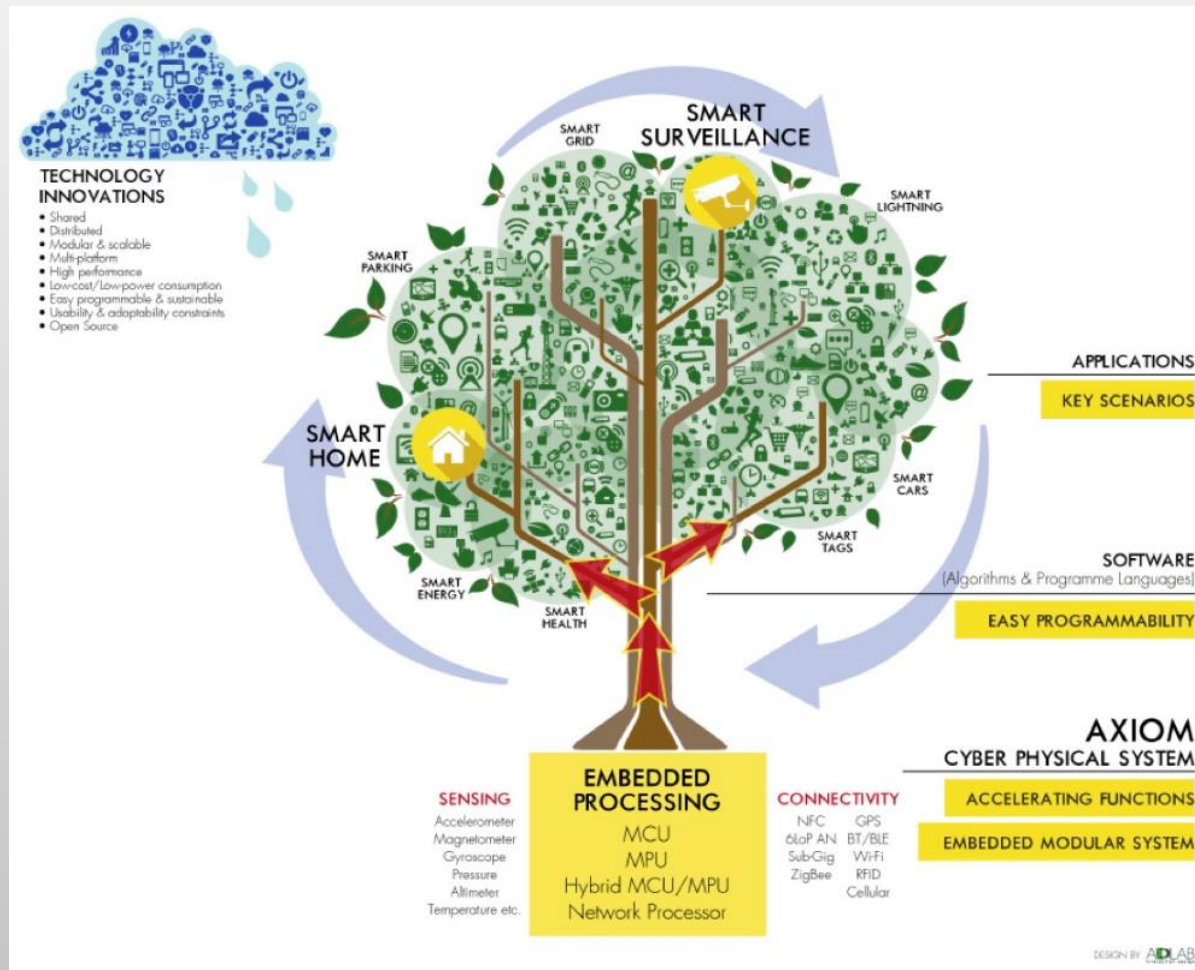 TECHNOLOGY
INNOVATIONS
• Shared
• Distributed
• Modular & scalable
• Multi-platform
• High performance
• Low-cost/Low-power consumption
• Easy programmable & sustainable
• Usability & adaptability constraints
• Open Source
SMART
GRID
SMART
SURVEILLANCE
SMART
LIGHTNING
SMART
PARKING
SMART
HOME
SMART
CARS
SMART
TAGS
SMART
ENERGY
SMART
HEALTH
APPLICATIONS
KEY SCENARIOS
SOFTWARE
(Algorithms & Programme Languages)
EASY PROGRAMMABILITY
AXIOM
CYBER PHYSICAL SYSTEM
ACCELERATING FUNCTIONS
EMBEDDED MODULAR SYSTEM
SENSING
Accelerometer
Magnetometer
Gyroscope
Pressure
Altimeter
Temperature etc.
EMBEDDED
PROCESSING
MCU
MPU
Hybrid MCU/MPU
Network Processor
CONNECTIVITY
NFC GPS
6LoP AN BT/BLE
Sub-Gig Wi-Fi
ZigBee RFID
Cellular
DESIGN BY ADLAB